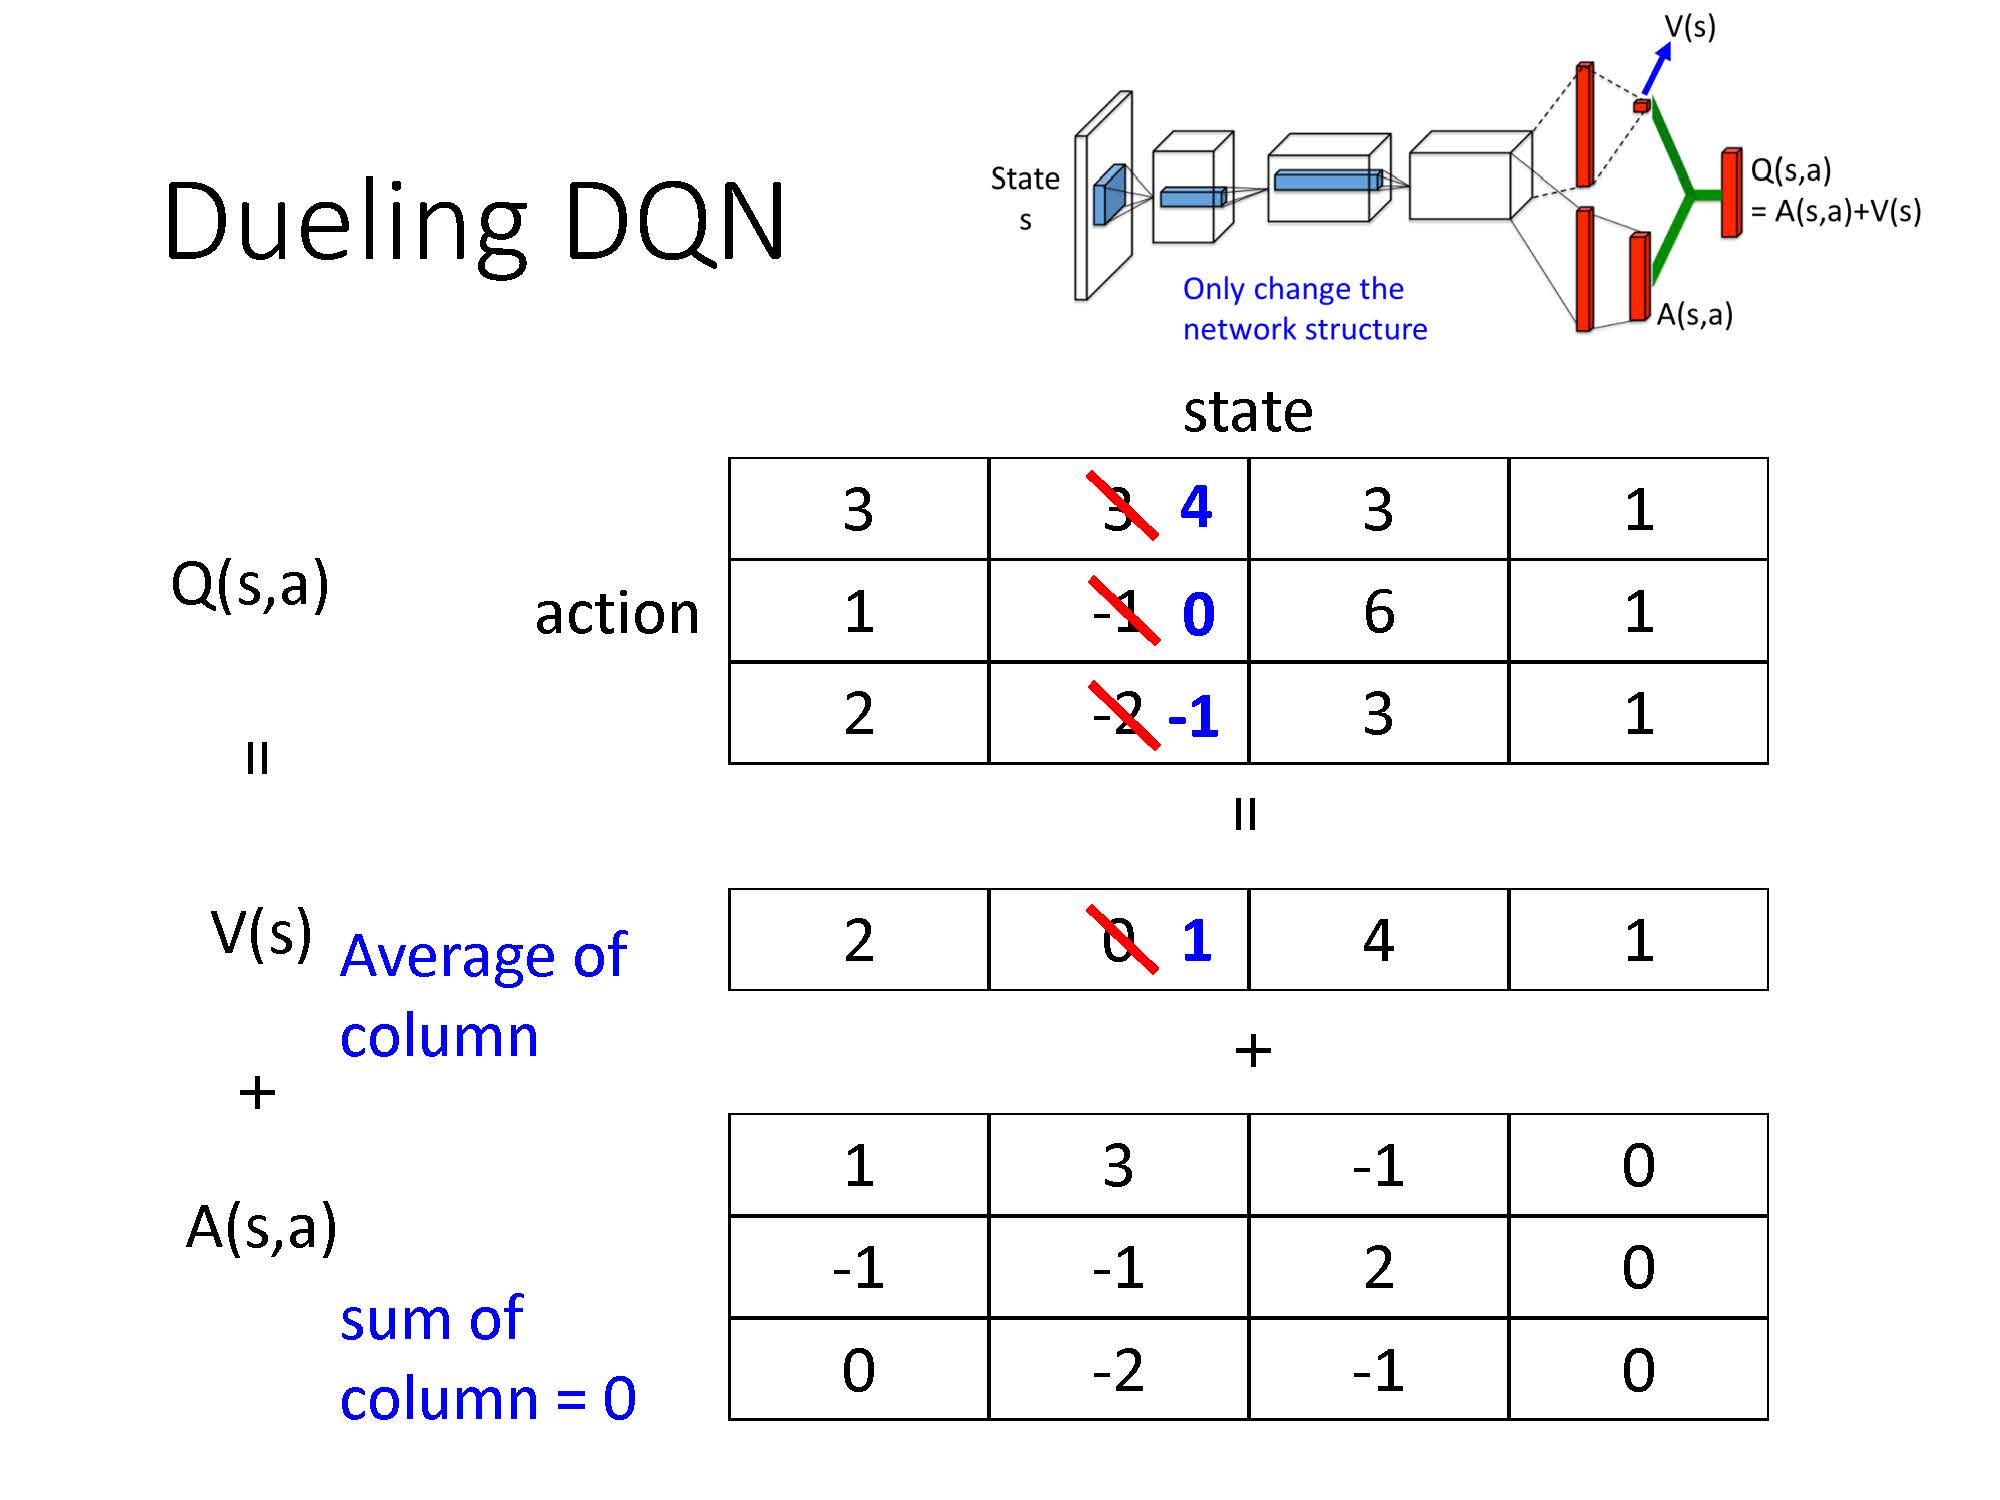 Dueling DQN
State
s
V(s)
Q(s,a)
= A(s,a)+V(s)
A(s,a)
Only change the
network structure
state
action
Q(s,a)
3 3 4 3 1
1 -1 0 6 1
2 -2 -1 3 1
=
=
V(s) Average of
column
2 0 1 4 1
+
+
A(s,a)
sum of
column = 0
1 3 -1 0
-1 -1 2 0
0 -2 -1 0